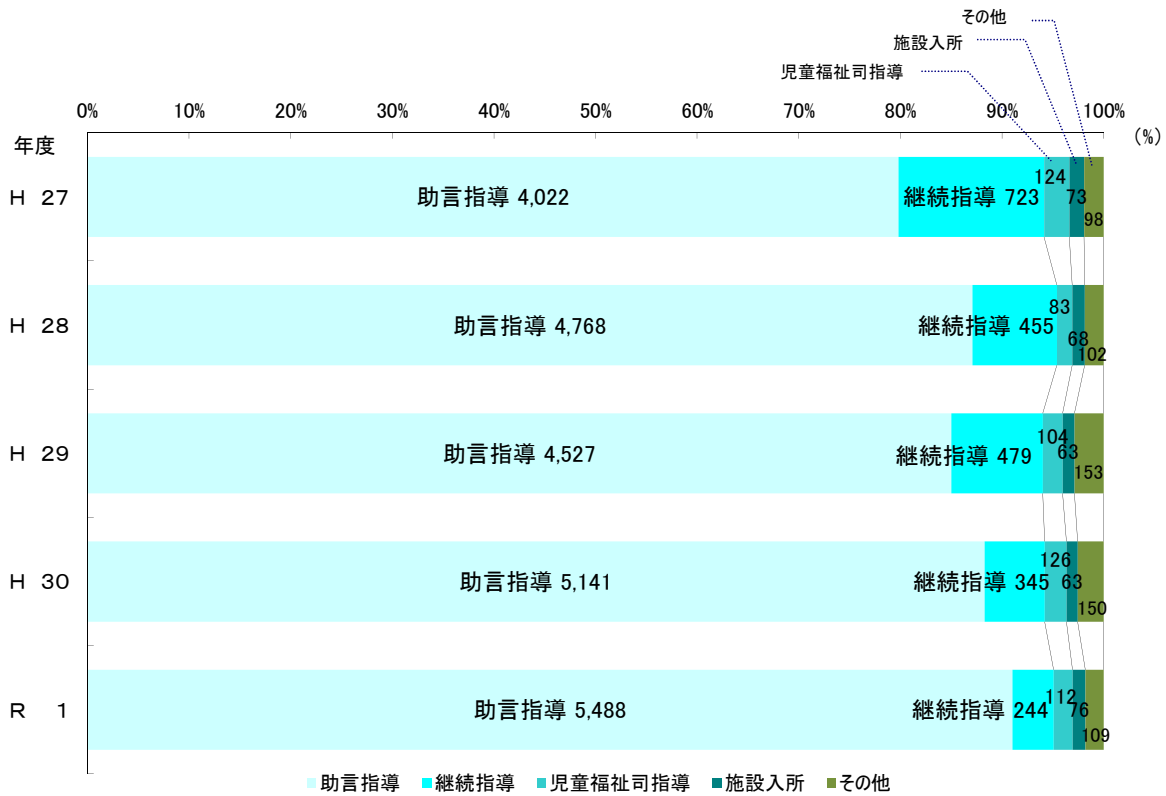 その他
施設入所
児童福祉司指導
0% 10% 20% 30% 40% 50% 60% 70% 80% 90% 100%
(%)
年度
H 27 助言指導 4,022 継続指導 723 124 73 98
H 28 助言指導 4,768 継続指導 455 83 68 102
H 29 助言指導 4,527 継続指導 479 104 63 153
H 30 助言指導 5,141 継続指導 345 126 63 150
R 1 助言指導 5,488 継続指導 244 112 76 109
助言指導 継続指導 児童福祉司指導 施設入所 その他